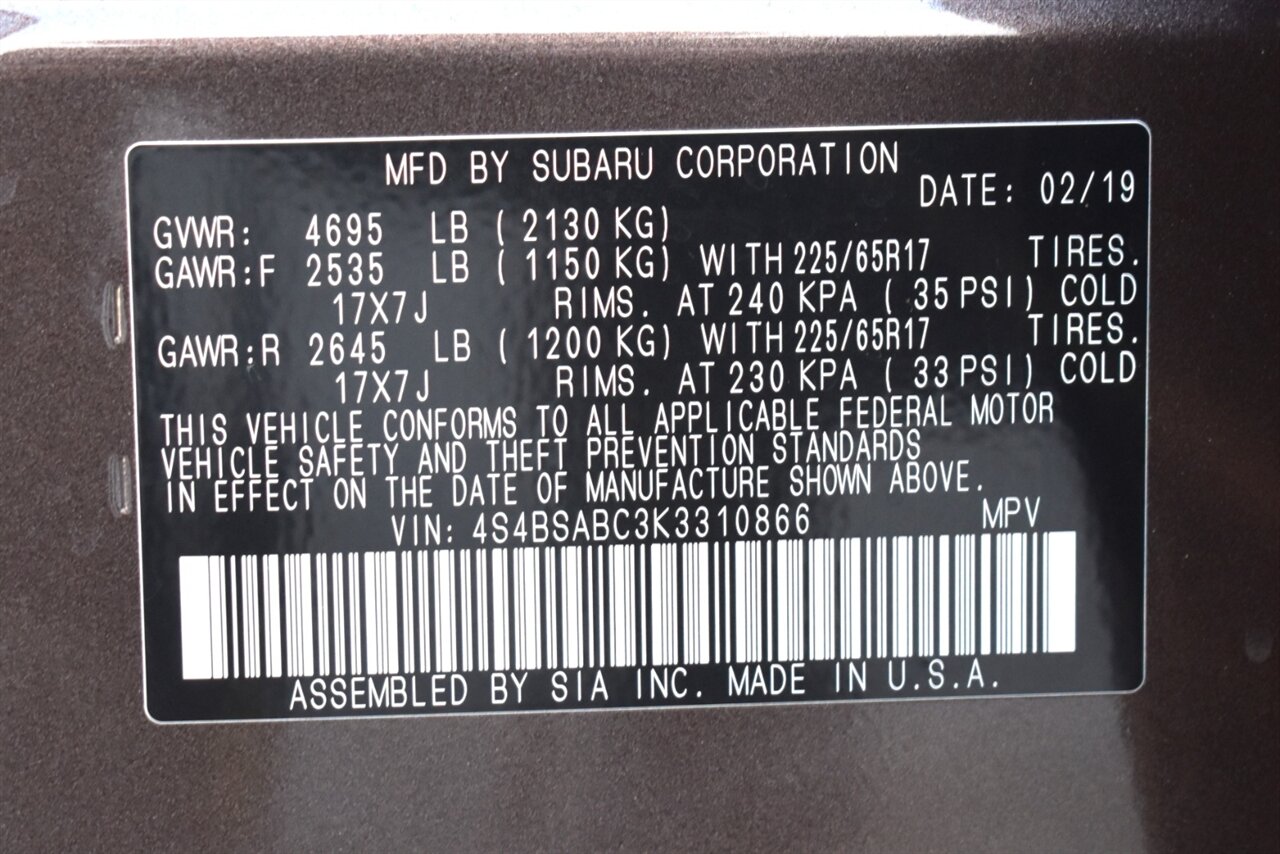 MFD BY SUBARU CORPORATION
DATE: 02/19
GVWR: 4695 LB ( 2130 KG)
GAWR:F 2535 LB ( 1150 KG) WITH 225/65R17 TIRES.
17X7J RIMS. AT 240 KPA ( 35 PSI) COLD
GAWR:R 2645 LB ( 1200 KG) WITH 225/65R17 TIRES.
17X7J RIMS. AT 230 KPA ( 33 PSI) COLD
THIS VEHICLE CONFORMS TO ALL APPLICABLE FEDERAL MOTOR
VEHICLE SAFETY AND THEFT PREVENTION STANDARDS
IN EFFECT ON THE DATE OF MANUFACTURE SHOWN ABOVE.
VIN: 4S4BSABC3K3310866 MPV
ASSEMBLED BY SIA INC. MADE IN U.S.A.